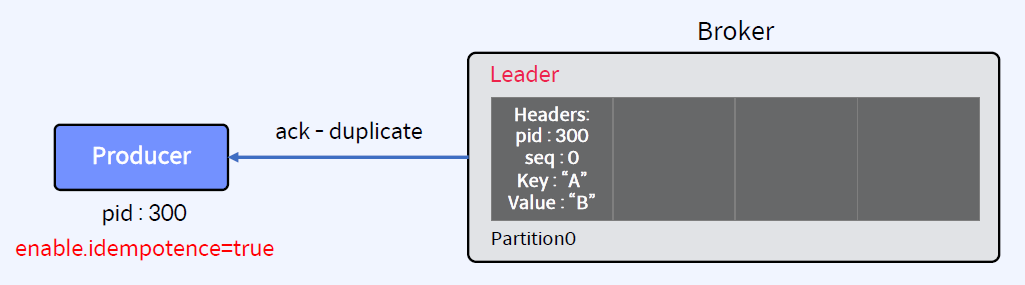 Broker
Leader
Headers:
pid : 300
seq : 0
Key : “A”
Value : “B”
Partition0
ack - duplicate
Producer
pid : 300
enable.idempotence=true